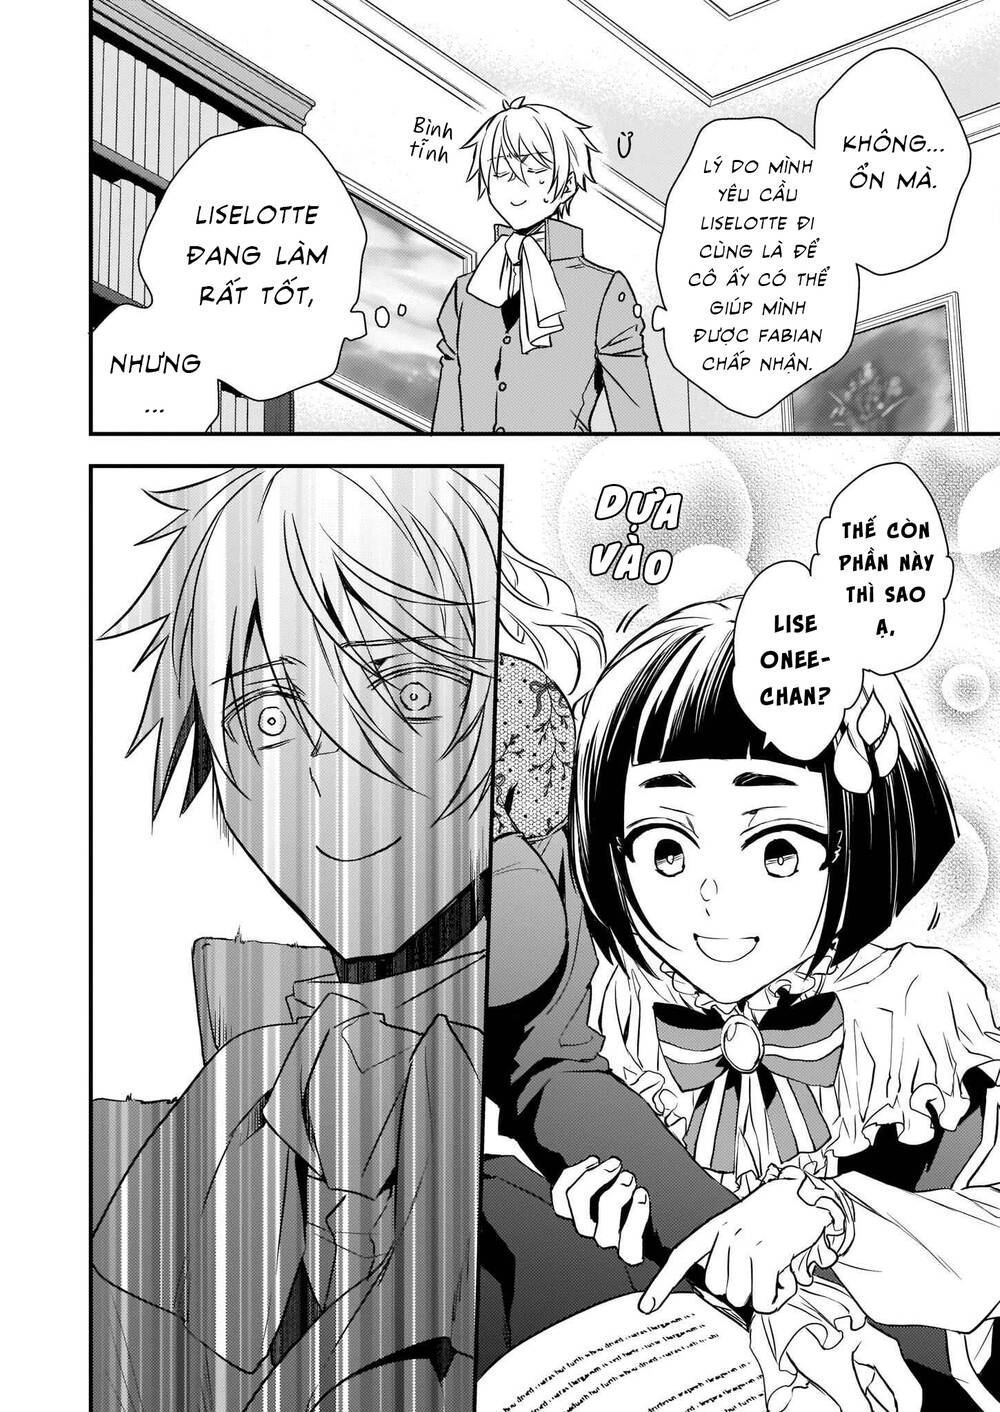 KHÔNG...
ỔN MÀ.
LÝ DO MÌNH
YÊU CẦU
LISELOTTE ĐI
CÙNG LÀ ĐỂ
CÔ ẤY CÓ THỂ
GIÚP MÌNH
ĐƯỢC FABIAN
CHẤP NHẬN.
Ừ
Bình
tĩnh
LISELOTTE
ĐANG LÀM
RẤT TỐT,
NHƯNG
...
THẾ CÒN
PHẦN NÀY
THÌ SAO
Ạ,
LISE
ONEE-
CHAN?
DỰA
VÀO